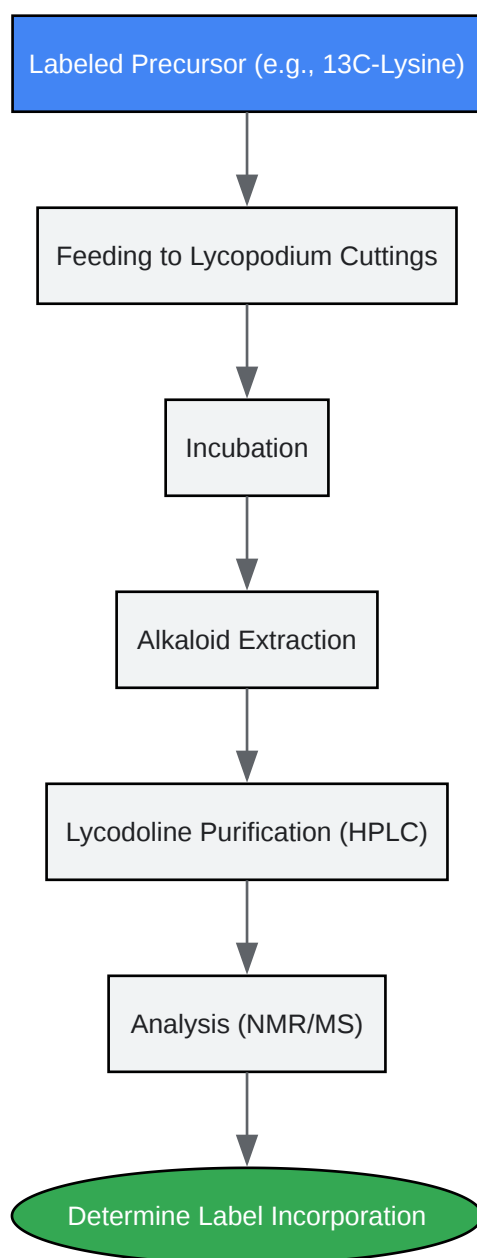 Labeled Precursor (e.g., 13C-Lysine)
Feeding to Lycopodium Cuttings
Incubation
Alkaloid Extraction
Lycodoline Purification (HPLC)
Analysis (NMR/MS)
Determine Label Incorporation